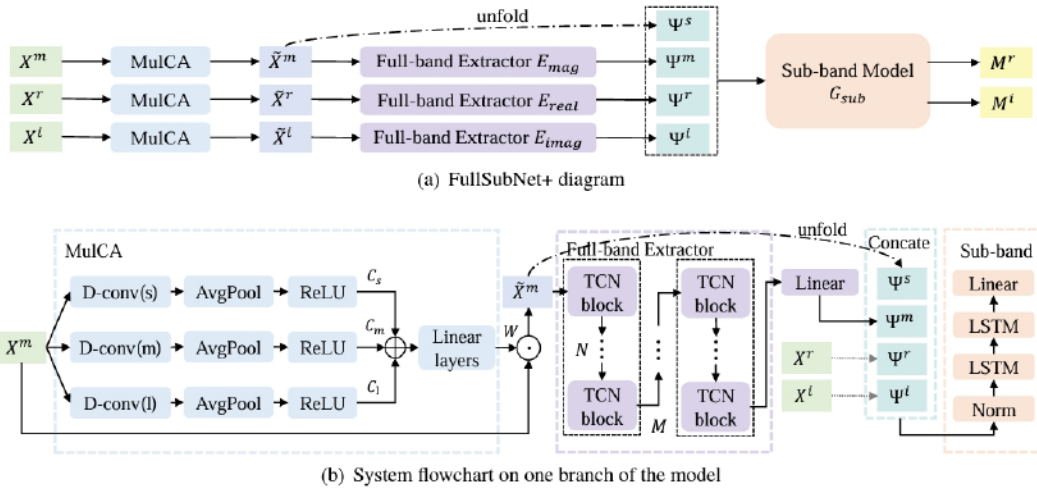 unfold
Ψ^s
X^m MulCA X̃^m Full-band Extractor E_mag Ψ^m
X^r MulCA X̃^r Full-band Extractor E_real Ψ^r
X^i MulCA X̃^i Full-band Extractor E_imag Ψ^i
Sub-band Model
G_sub
M^r
M^i
(a) FullSubNet+ diagram
MulCA
D-conv(s) AvgPool ReLU C_s
X^m D-conv(m) AvgPool ReLU C_m
D-conv(l) AvgPool ReLU C_l
Linear
layers
W
X̃^m
unfold
Full-band Extractor
TCN
block
N
TCN
block
M
TCN
block
TCN
block
Linear
X^r
X^i
Concate
Ψ^s
Ψ^m
Ψ^r
Ψ^i
Sub-band
Linear
LSTM
LSTM
Norm
(b) System flowchart on one branch of the model